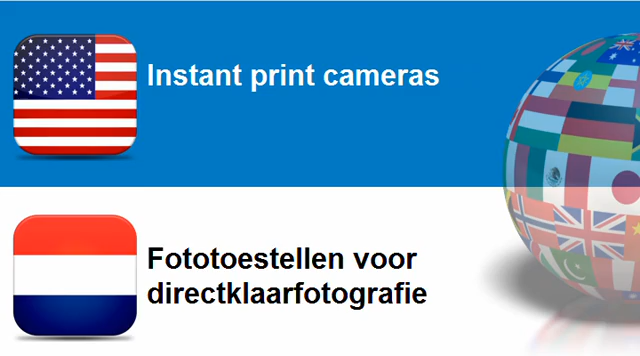 Instant print cameras
Fototoestellen voor
directklaarfotografie